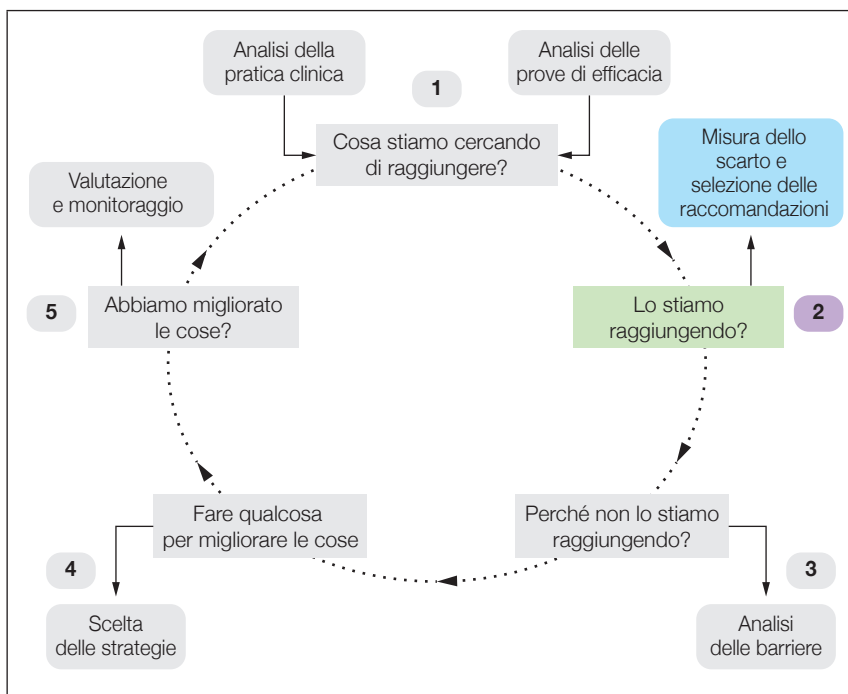 Analisi della
pratica clinica
1
Analisi delle
prove di efficacia
Cosa stiamo cercando
di raggiungere?
Misura dello
scarto e
selezione delle
raccomandazioni
Valutazione
e monitoraggio
5
Abbiamo migliorato
le cose?
Lo stiamo
raggiungendo?
2
Fare qualcosa
per migliorare le cose
Perché non lo stiamo
raggiungendo?
4
3
Scelta
delle strategie
Analisi
delle barriere